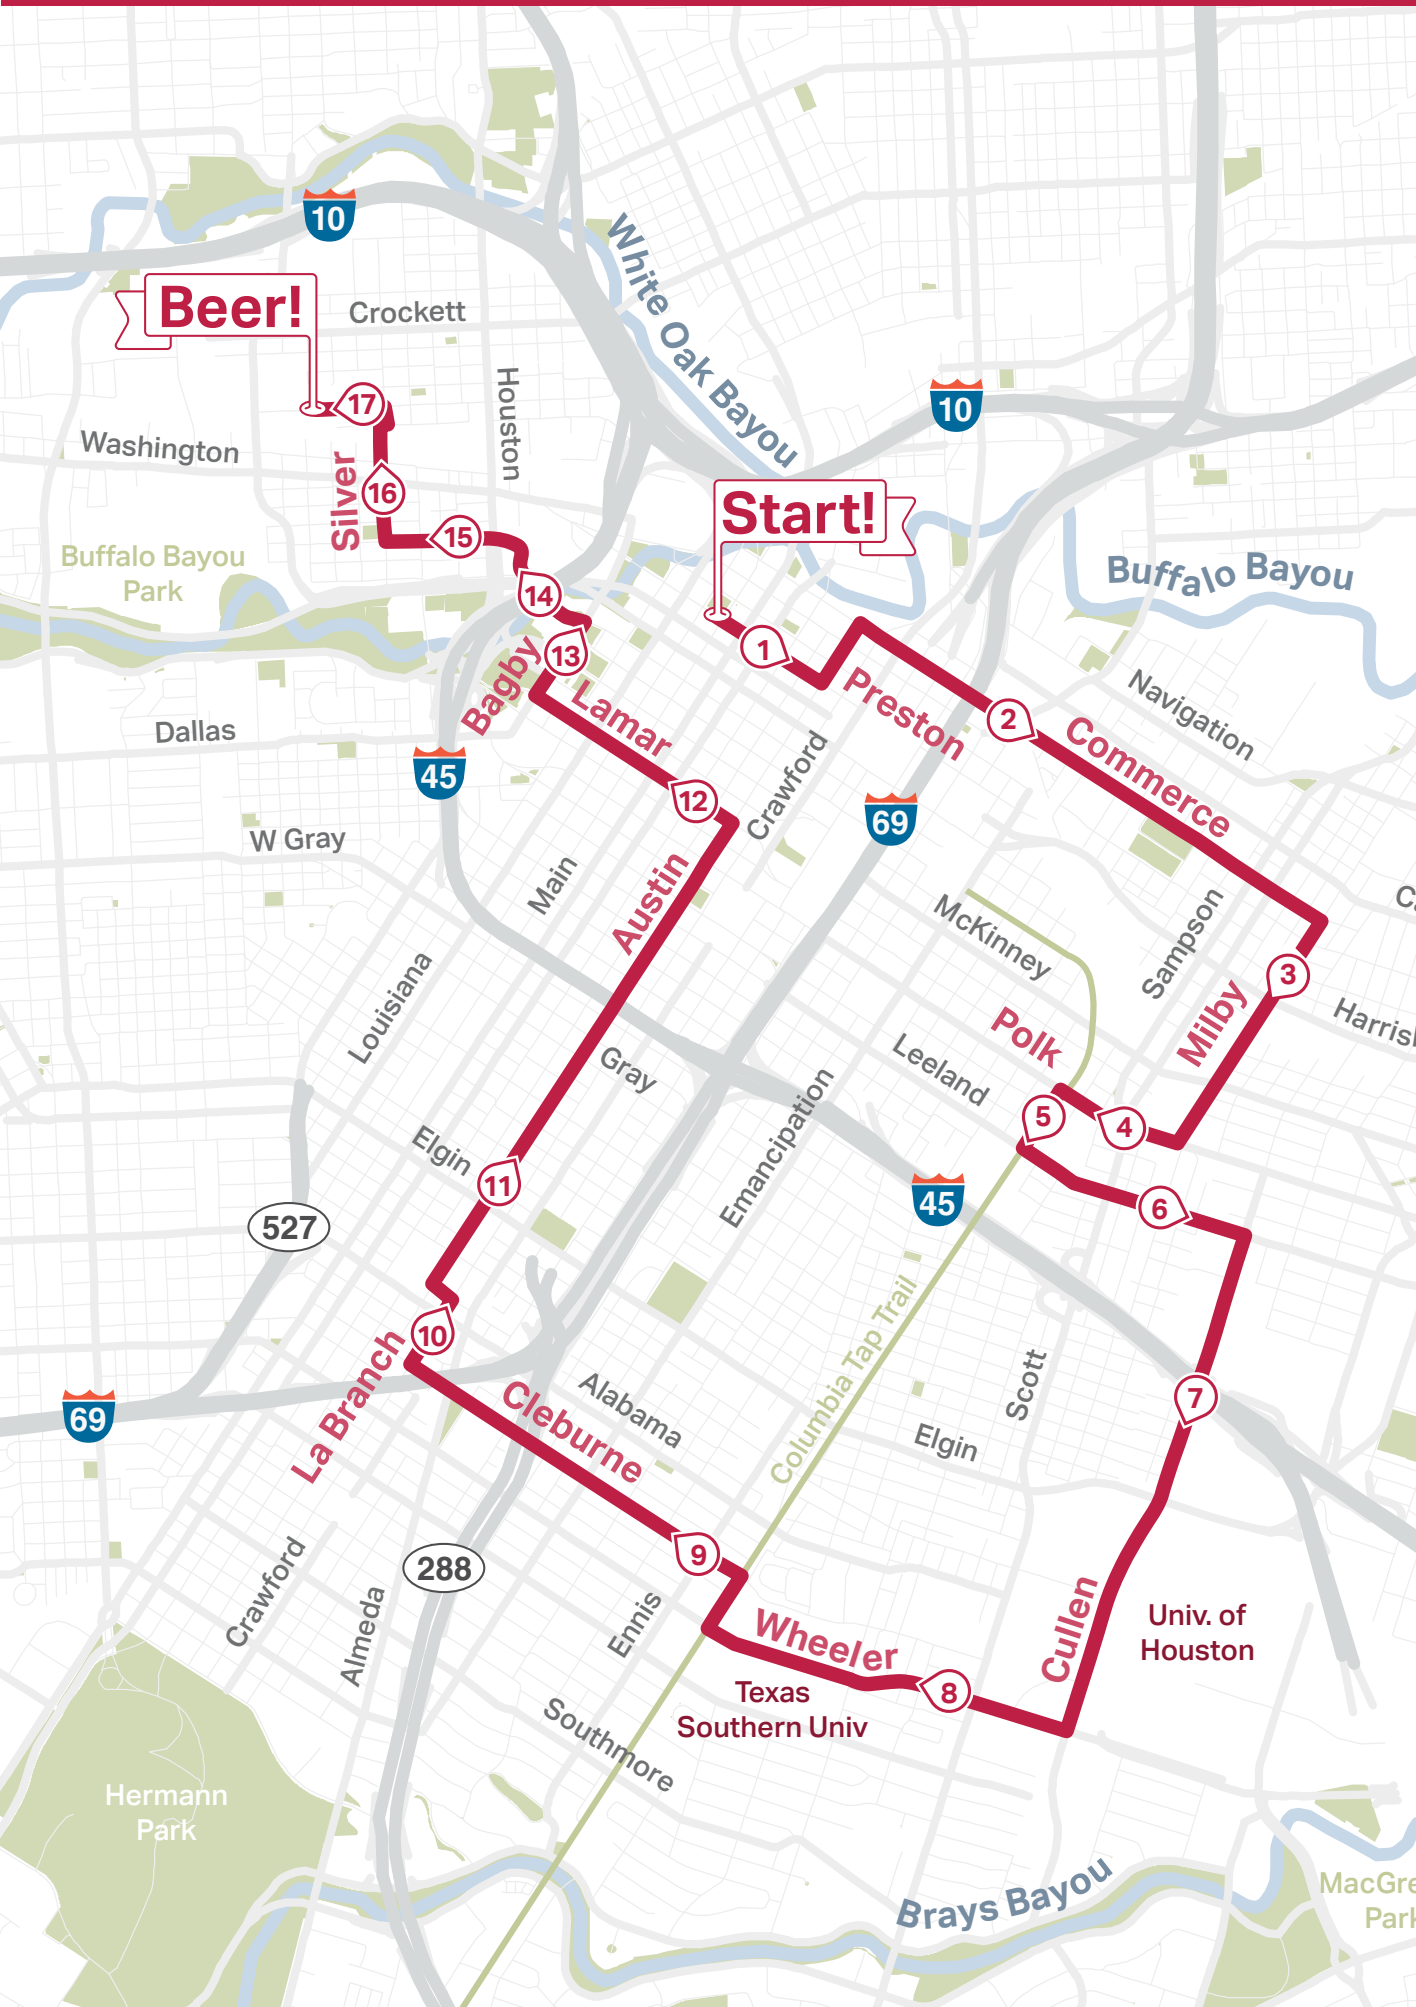 10
White Oak Bayou
Beer!
Crockett
Houston
10
17
Washington
Silver
16
Start!
15
Buffalo Bayou
Park
Buffalo Bayou
14
1
13
Bagby
Lamar
Preston
2
Navigation
Commerce
Dallas
45
12
Crawford
69
W Gray
Main
Austin
McKinney
Sampson
3
Louisiana
Milby
Polk
Leeland
Gray
Emancipation
5
4
Elgin
11
45
6
527
Columbia Tap Trail
10
La Branch
Scott
7
69
Cleburne
Alabama
Elgin
9
288
Crawford
Almeda
Ennis
Wheeler
Cullen
Univ. of
Houston
8
Texas
Southern Univ
Southmore
Hermann
Park
Brays Bayou